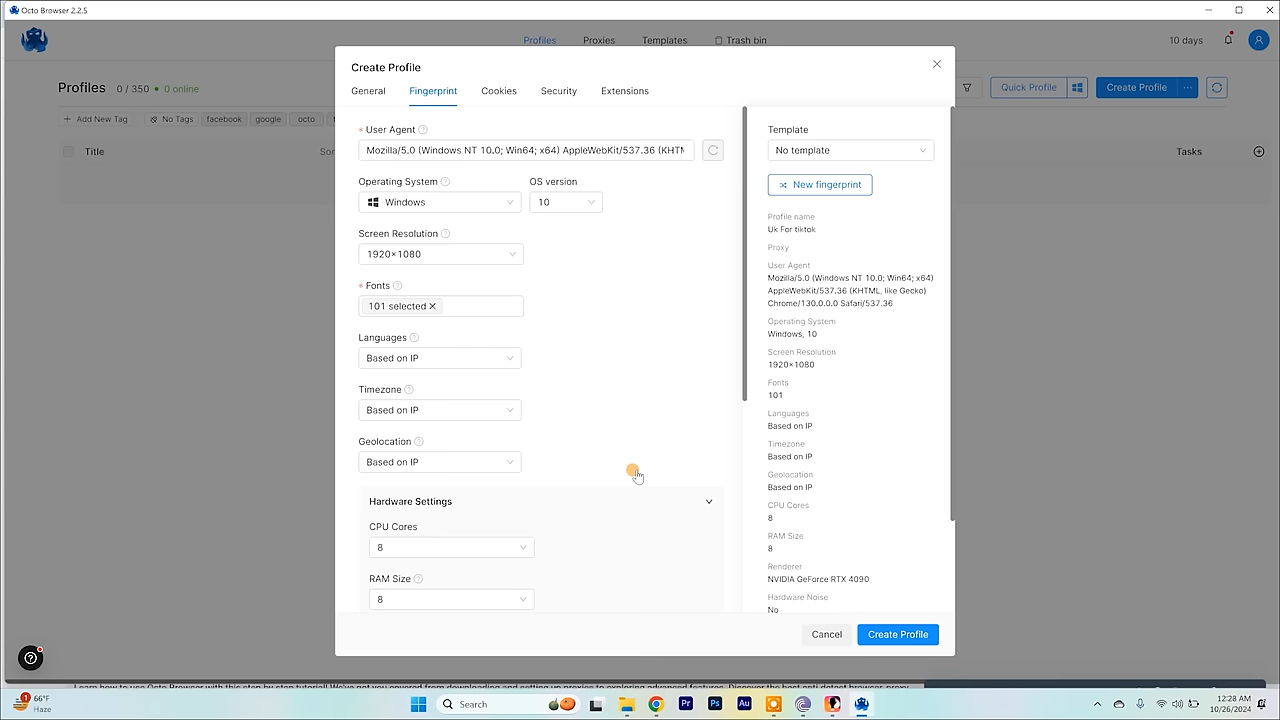 Octo Browser 2.2.5
Profiles
Proxies
Templates
Trash bin
10 days
Profiles
0 / 350
0 online
Quick Profile
Create Profile
Add New Tag
No Tags
facebook
google
octo
Title
Tasks
Create Profile
General
Fingerprint
Cookies
Security
Extensions
* User Agent
Mozilla/5.0 (Windows NT 10.0; Win64; x64) AppleWebKit/537.36 (KHTM
Operating System
OS version
Windows
10
Screen Resolution
1920×1080
* Fonts
101 selected
Languages
Based on IP
Timezone
Based on IP
Geolocation
Based on IP
Hardware Settings
CPU Cores
8
RAM Size
8
Template
No template
New fingerprint
Profile name
Uk For tiktok
Proxy
User Agent
Mozilla/5.0 (Windows NT 10.0; Win64; x64)
AppleWebKit/537.36 (KHTML, like Gecko)
Chrome/130.0.0.0 Safari/537.36
Operating System
Windows, 10
Screen Resolution
1920×1080
Fonts
101
Languages
Based on IP
Timezone
Based on IP
Geolocation
Based on IP
CPU Cores
8
RAM Size
8
Renderer
NVIDIA GeForce RTX 4090
Hardware Noise
No
Cancel
Create Profile
1
66°F
Haze
Search
Pr
Ps
Au
12:28 AM
10/26/2024